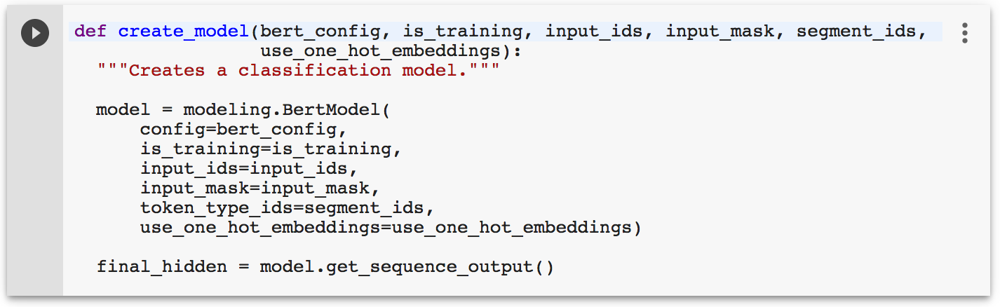 def create_model(bert_config, is_training, input_ids, input_mask, segment_ids,
                 use_one_hot_embeddings):
  """Creates a classification model."""

  model = modeling.BertModel(
      config=bert_config,
      is_training=is_training,
      input_ids=input_ids,
      input_mask=input_mask,
      token_type_ids=segment_ids,
      use_one_hot_embeddings=use_one_hot_embeddings)

  final_hidden = model.get_sequence_output()